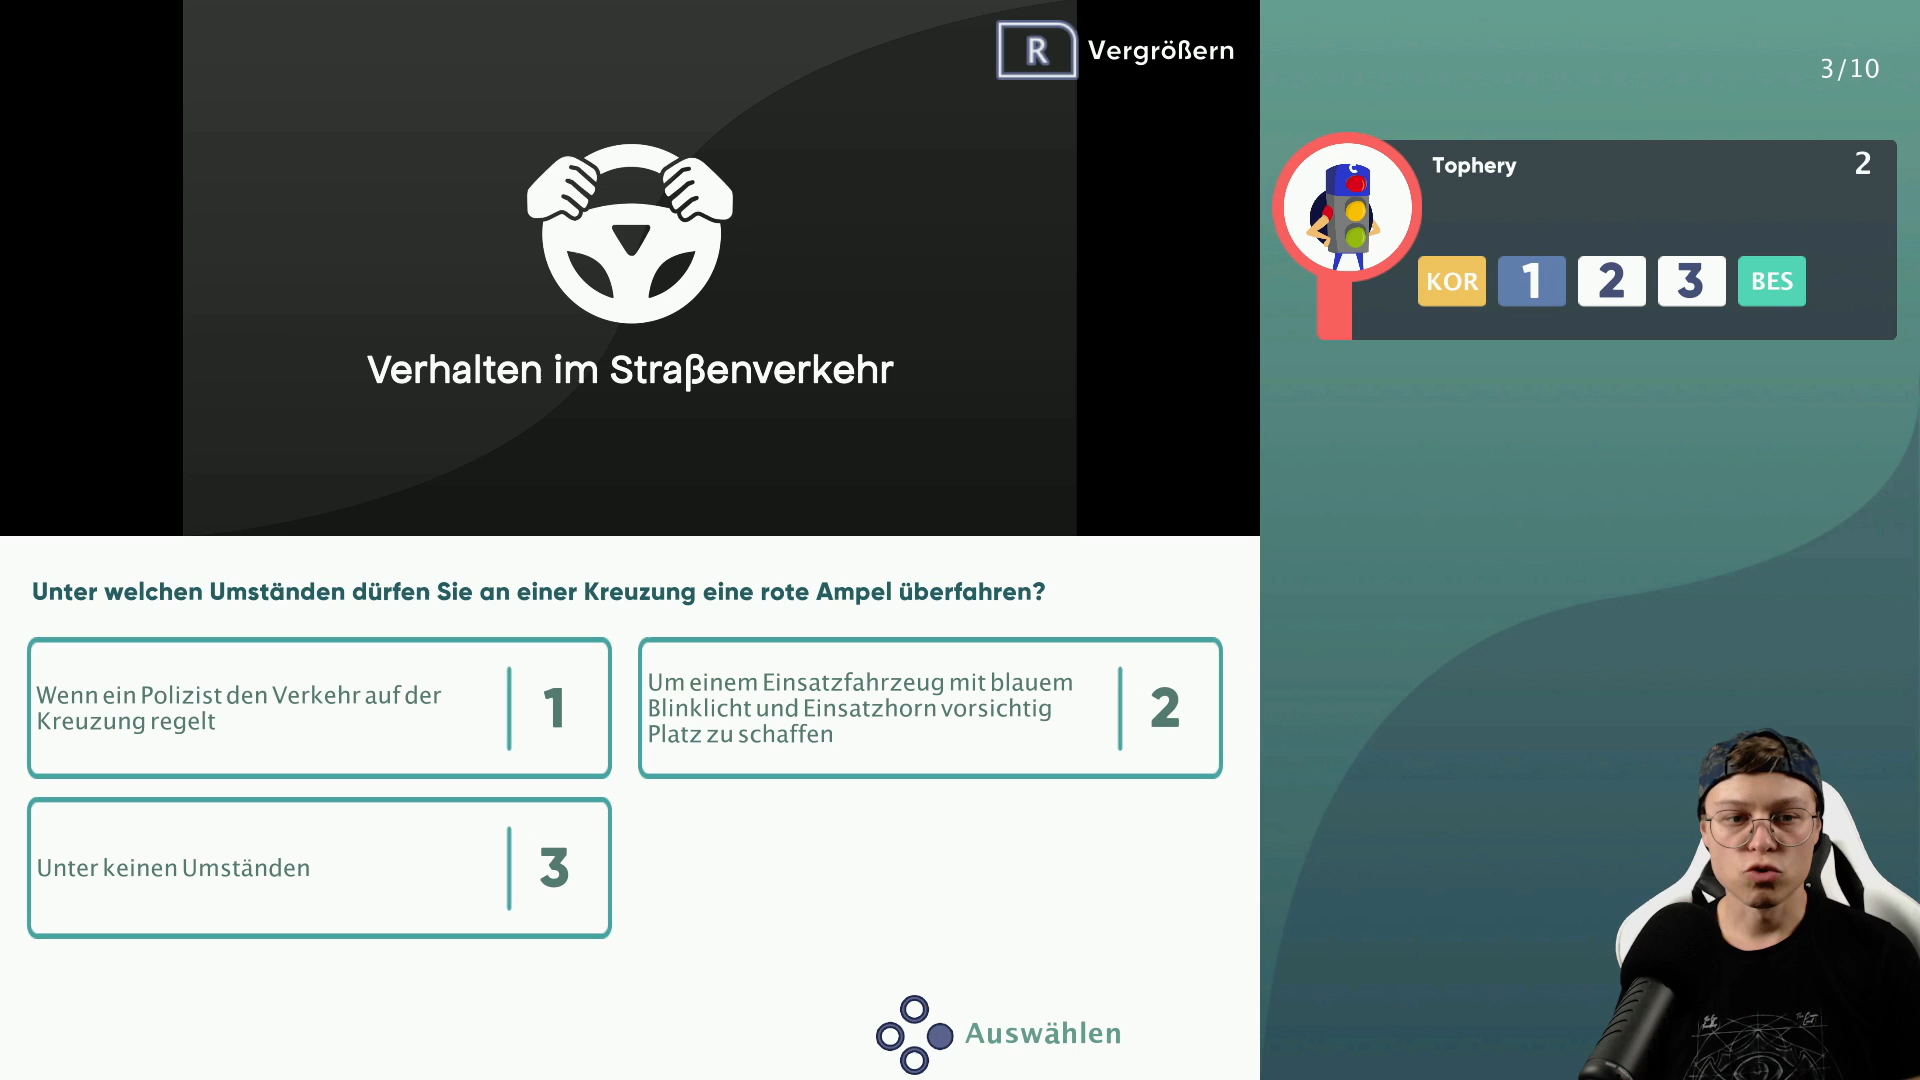 R Vergrößern
3/10
Verhalten im Straßenverkehr
Tophery 2
KOR 1 2 3 BES
Unter welchen Umständen dürfen Sie an einer Kreuzung eine rote Ampel überfahren?
Wenn ein Polizist den Verkehr auf der
Kreuzung regelt
1
Um einem Einsatzfahrzeug mit blauem
Blinklicht und Einsatzhorn vorsichtig
Platz zu schaffen
2
Unter keinen Umständen
3
Auswählen